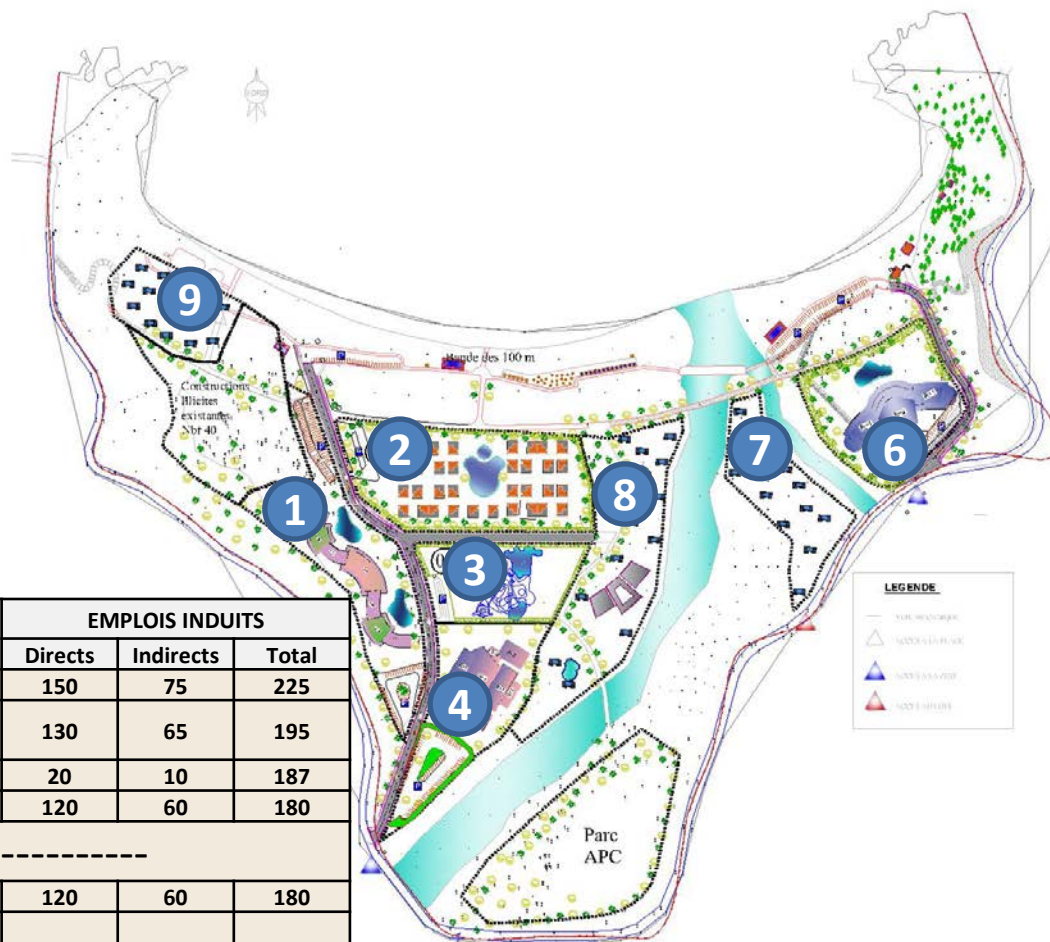 NORD
9
Bande des 100 m
Constructions
Illicites
existantes
Nbr 40
2
7
6
8
1
3
4
Parc
APC
LEGENDE
EMPLOIS INDUITS
Directs Indirects Total
150 75 225
130 65 195
20 10 187
120 60 180
-----------
120 60 180